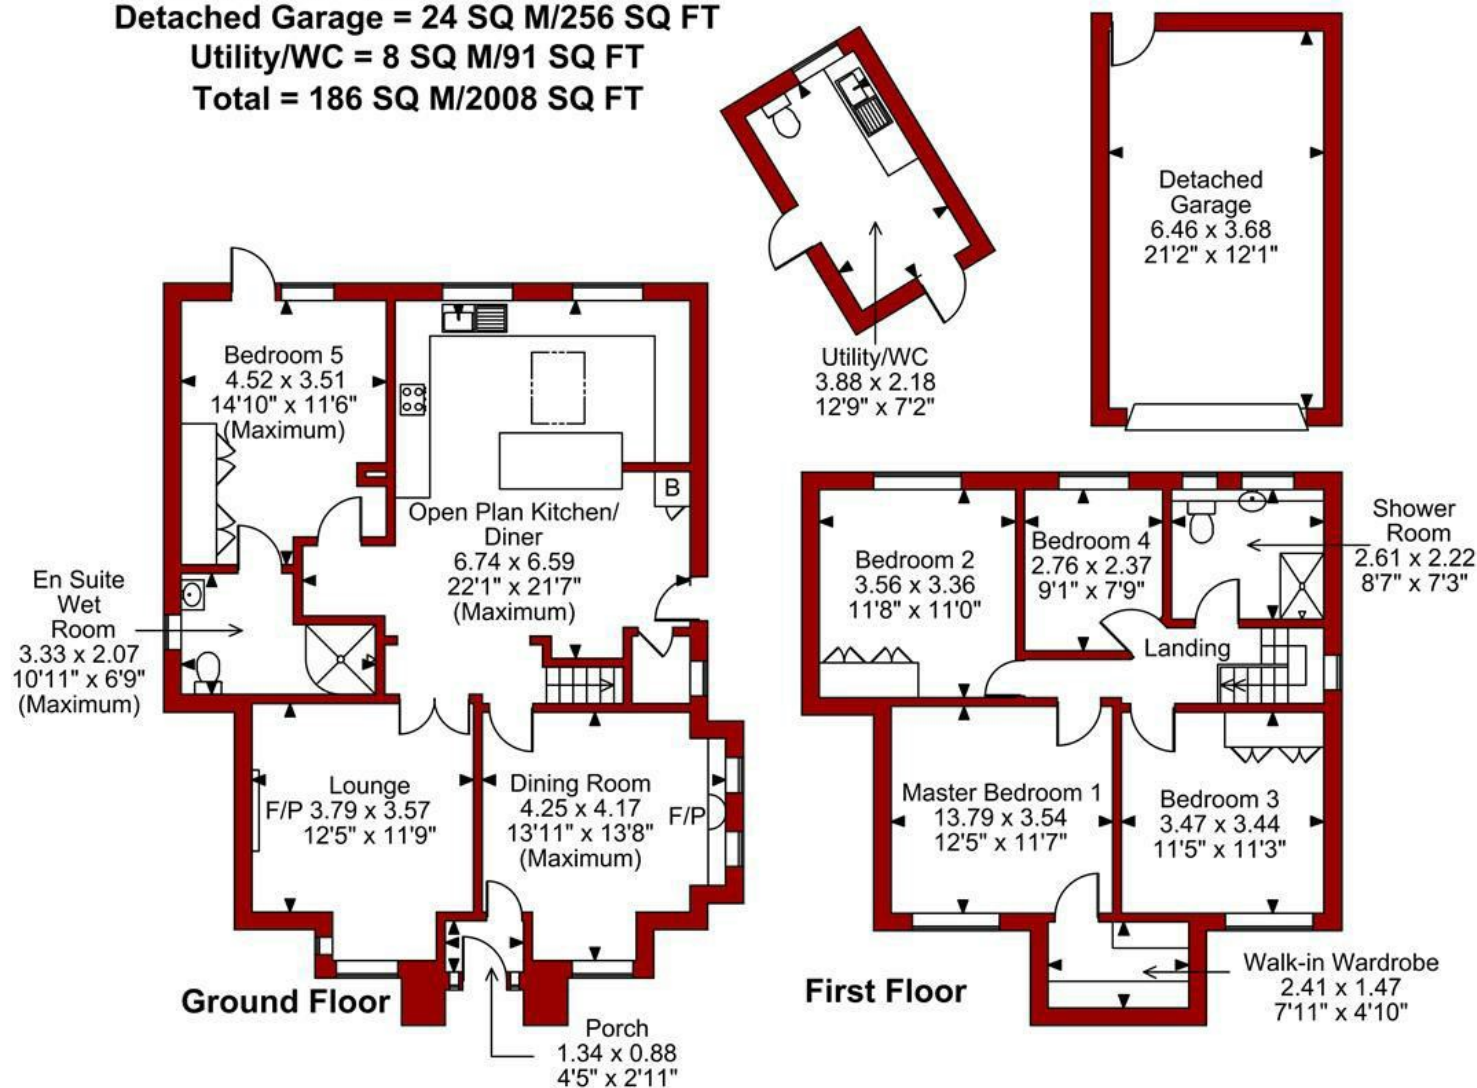 Detached Garage = 24 SQ M/256 SQ FT
Utility/WC = 8 SQ M/91 SQ FT
Total = 186 SQ M/2008 SQ FT
Detached
Garage
6.46 x 3.68
21'2" x 12'1"
Utility/WC
3.88 x 2.18
12'9" x 7'2"
Bedroom 5
4.52 x 3.51
14'10" x 11'6"
(Maximum)
B
Open Plan Kitchen/
Diner
6.74 x 6.59
22'1" x 21'7"
(Maximum)
En Suite
Wet
Room
3.33 x 2.07
10'11" x 6'9"
(Maximum)
Lounge
F/P 3.79 x 3.57
12'5" x 11'9"
Dining Room
4.25 x 4.17
13'11" x 13'8"
(Maximum)
F/P
Ground Floor
Porch
1.34 x 0.88
4'5" x 2'11"
Bedroom 2
3.56 x 3.36
11'8" x 11'0"
Bedroom 4
2.76 x 2.37
9'1" x 7'9"
Shower
Room
2.61 x 2.22
8'7" x 7'3"
Landing
Master Bedroom 1
13.79 x 3.54
12'5" x 11'7"
Bedroom 3
3.47 x 3.44
11'5" x 11'3"
First Floor
Walk-in Wardrobe
2.41 x 1.47
7'11" x 4'10"